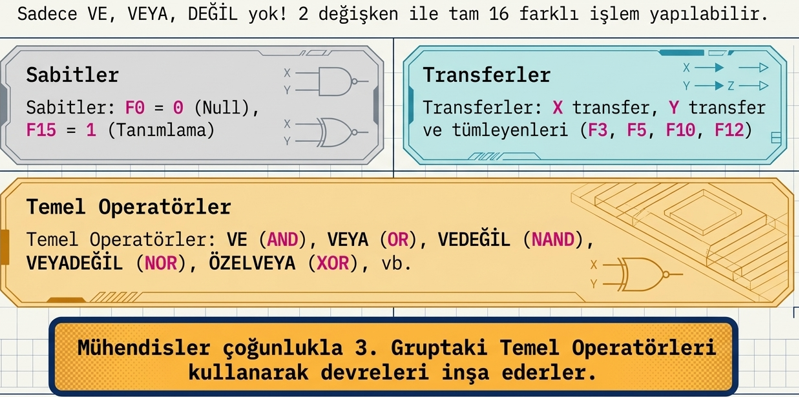 Sadece VE, VEYA, DEĞİL yok! 2 değişken ile tam 16 farklı işlem yapılabilir.
Sabitler
X
Y
Sabitler: F0 = 0 (Null),
F15 = 1 (Tanımlama)
X
Y
Transferler
X
Y Z
Transferler: X transfer, Y transfer
ve tümleyenleri (F3, F5, F10, F12)
Temel Operatörler
Temel Operatörler: VE (AND), VEYA (OR), VEDEĞİL (NAND),
VEYADEĞİL (NOR), ÖZELVEYA (XOR), vb.
X
Y
Mühendisler çoğunlukla 3. Gruptaki Temel Operatörleri
kullanarak devreleri inşa ederler.